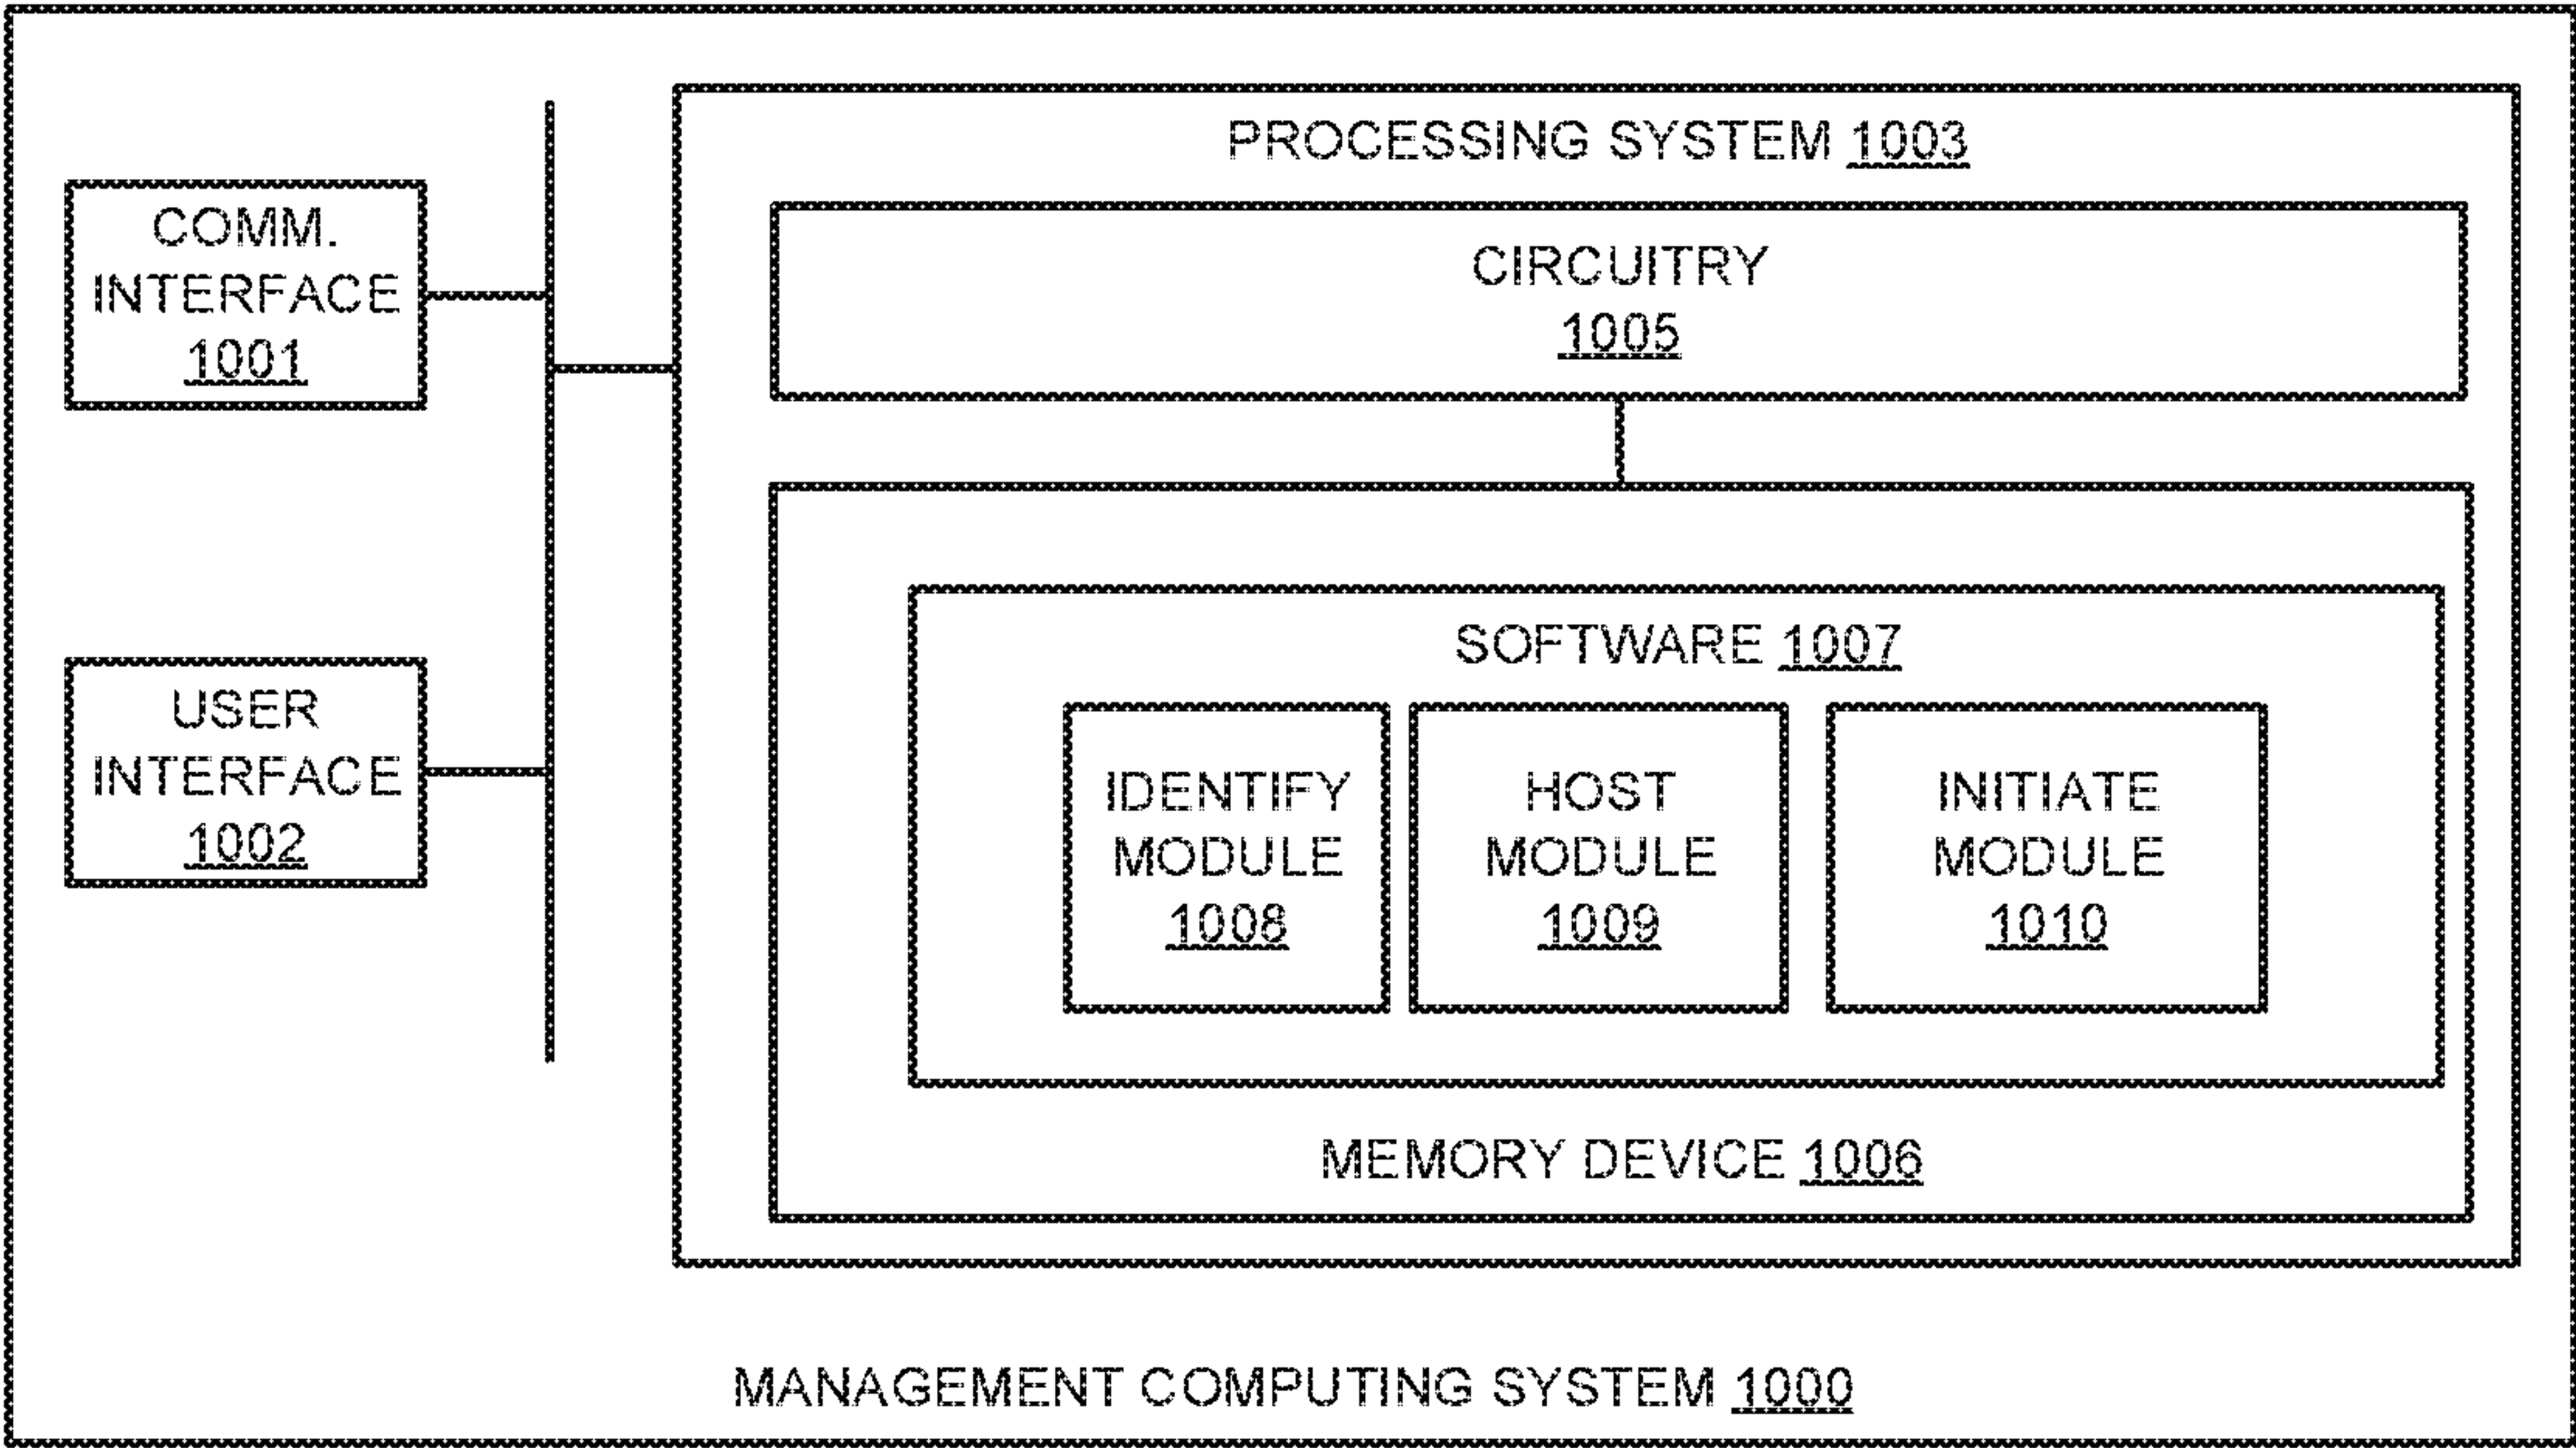 PROCESSING SYSTEM 1003
COMM.
INTERFACE
1001
CIRCUITRY
1005
USER
INTERFACE
1002
SOFTWARE 1007
IDENTIFY
MODULE
1008
HOST
MODULE
1009
INITIATE
MODULE
1010
MEMORY DEVICE 1006
MANAGEMENT COMPUTING SYSTEM 1000